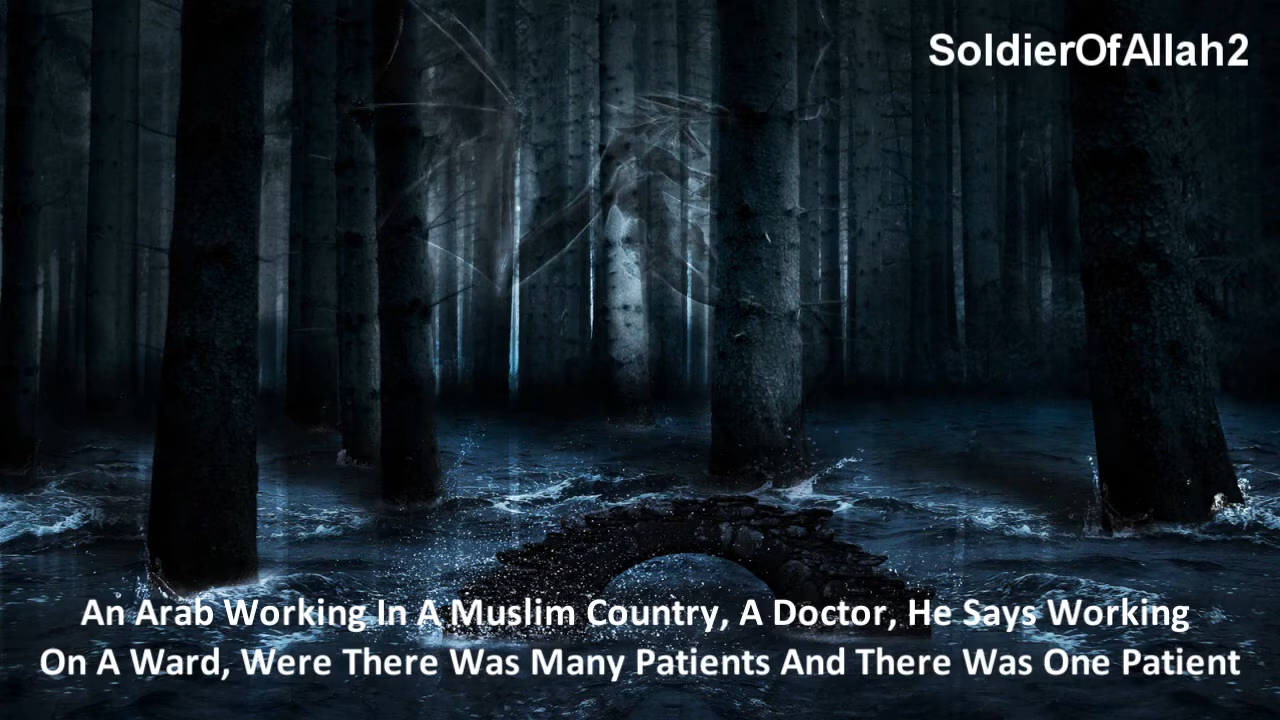 SoldierOfAllah2
An Arab Working In A Muslim Country, A Doctor, He Says Working
On A Ward, Were There Was Many Patients And There Was One Patient